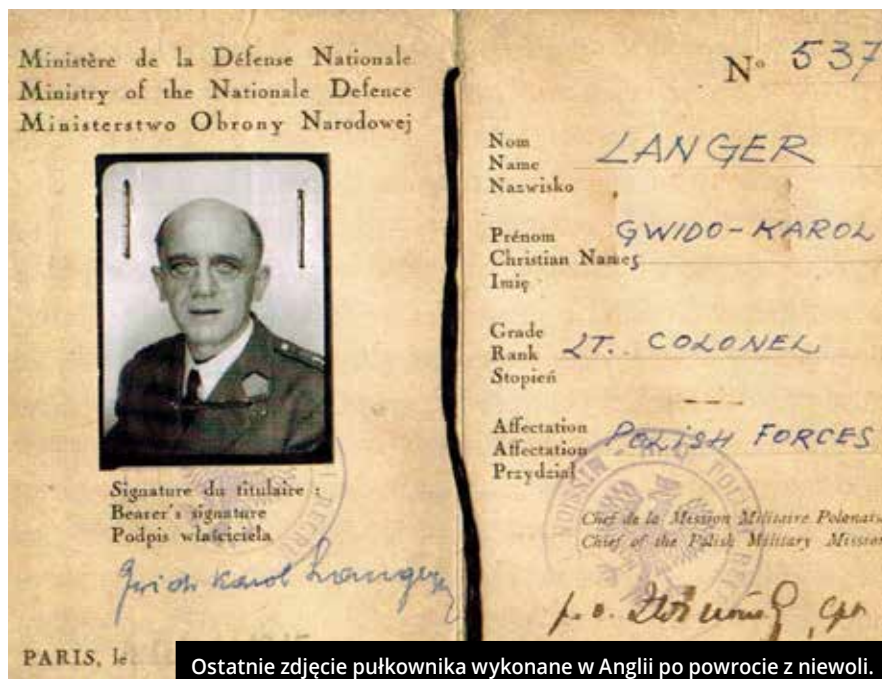 Ministère de la Défense Nationale
Ministry of the Nationale Defence
Ministerstwo Obrony Narodowej
Signature du titulaire :
Bearer's signature
Podpis właściciela
Karol Langer
PARIS, le
N° 537
Nom
Name
Nazwisko
LANGER
Prénom
Christian Names
Imię
GWIDO-KAROL
Grade
Rank
Stopień
LT. COLONEL
Affectation
Affectation
Przydział
POLISH FORCES
Chef de la Mission Militaire Polonais
Chief of the Polish Military Mission
p.o.
Ostatnie zdjęcie pułkownika wykonane w Anglii po powrocie z niewoli.